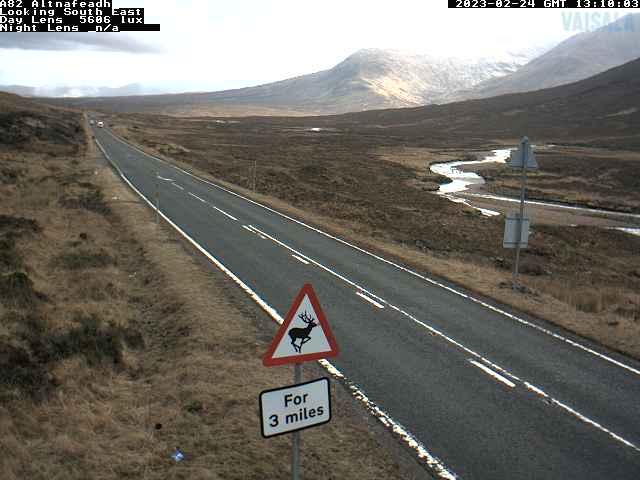 A82 Altnafeadh
Looking South East
Day Lens 5606 lux
Night Lens n/a
2023-02-24 GMT 13:10:03
VAISALA
For
3 miles